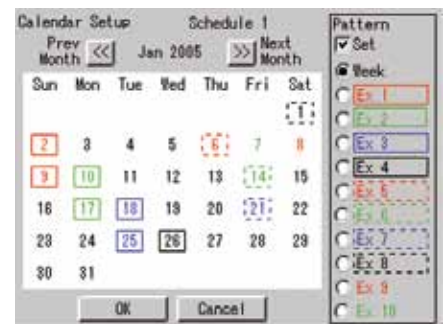 Calendar Setup Schedule 1
Prev Month << Jan 2005 >> Next Month
Sun Mon Tue Wed Thu Fri Sat
1
2 3 4 5 6 7 8
9 10 11 12 13 14 15
16 17 18 19 20 21 22
23 24 25 26 27 28 29
30 31
OK Cancel
Pattern
Set
Week
Ex 1
Ex 2
Ex 3
Ex 4
Ex 5
Ex 6
Ex 7
Ex 8
Ex 9
Ex 10